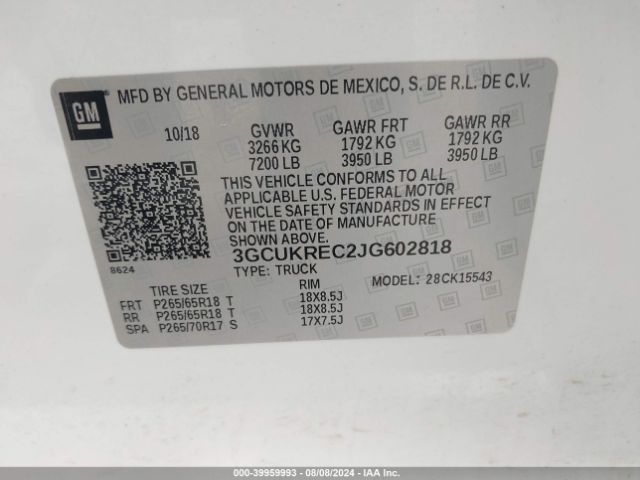 GM
MFD BY GENERAL MOTORS DE MEXICO, S. DE R.L. DE C.V.
10/18 GVWR GAWR FRT GAWR RR
3266 KG 1792 KG 1792 KG
7200 LB 3950 LB 3950 LB
THIS VEHICLE CONFORMS TO ALL
APPLICABLE U.S. FEDERAL MOTOR
VEHICLE SAFETY STANDARDS IN EFFECT
ON THE DATE OF MANUFACTURE
SHOWN ABOVE.
8624
3GCUKREC2JG602818
TYPE: TRUCK MODEL: 28CK15543
TIRE SIZE RIM
FRT P265/65R18 T 18X8.5J
RR P265/65R18 T 18X8.5J
SPA P265/70R17 S 17X7.5J
000-39959993 - 08/08/2024 - IAA Inc.